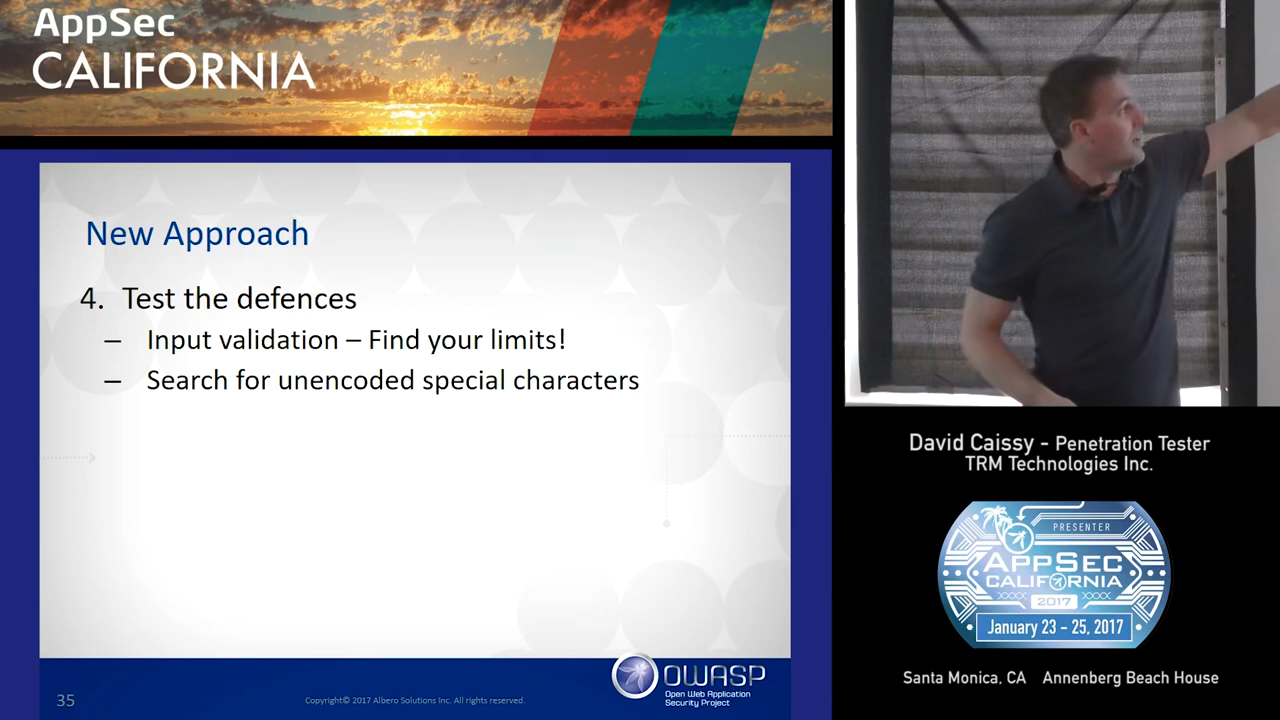 AppSec
CALIFORNIA
New Approach
4. Test the defences
– Input validation – Find your limits!
– Search for unencoded special characters
35
Copyright© 2017 Albero Solutions Inc. All rights reserved.
OWASP
Open Web Application
Security Project
David Caissy - Penetration Tester
TRM Technologies Inc.
PRESENTER
APPSEC
CALIFORNIA
2017
January 23 - 25, 2017
Santa Monica, CA Annenberg Beach House